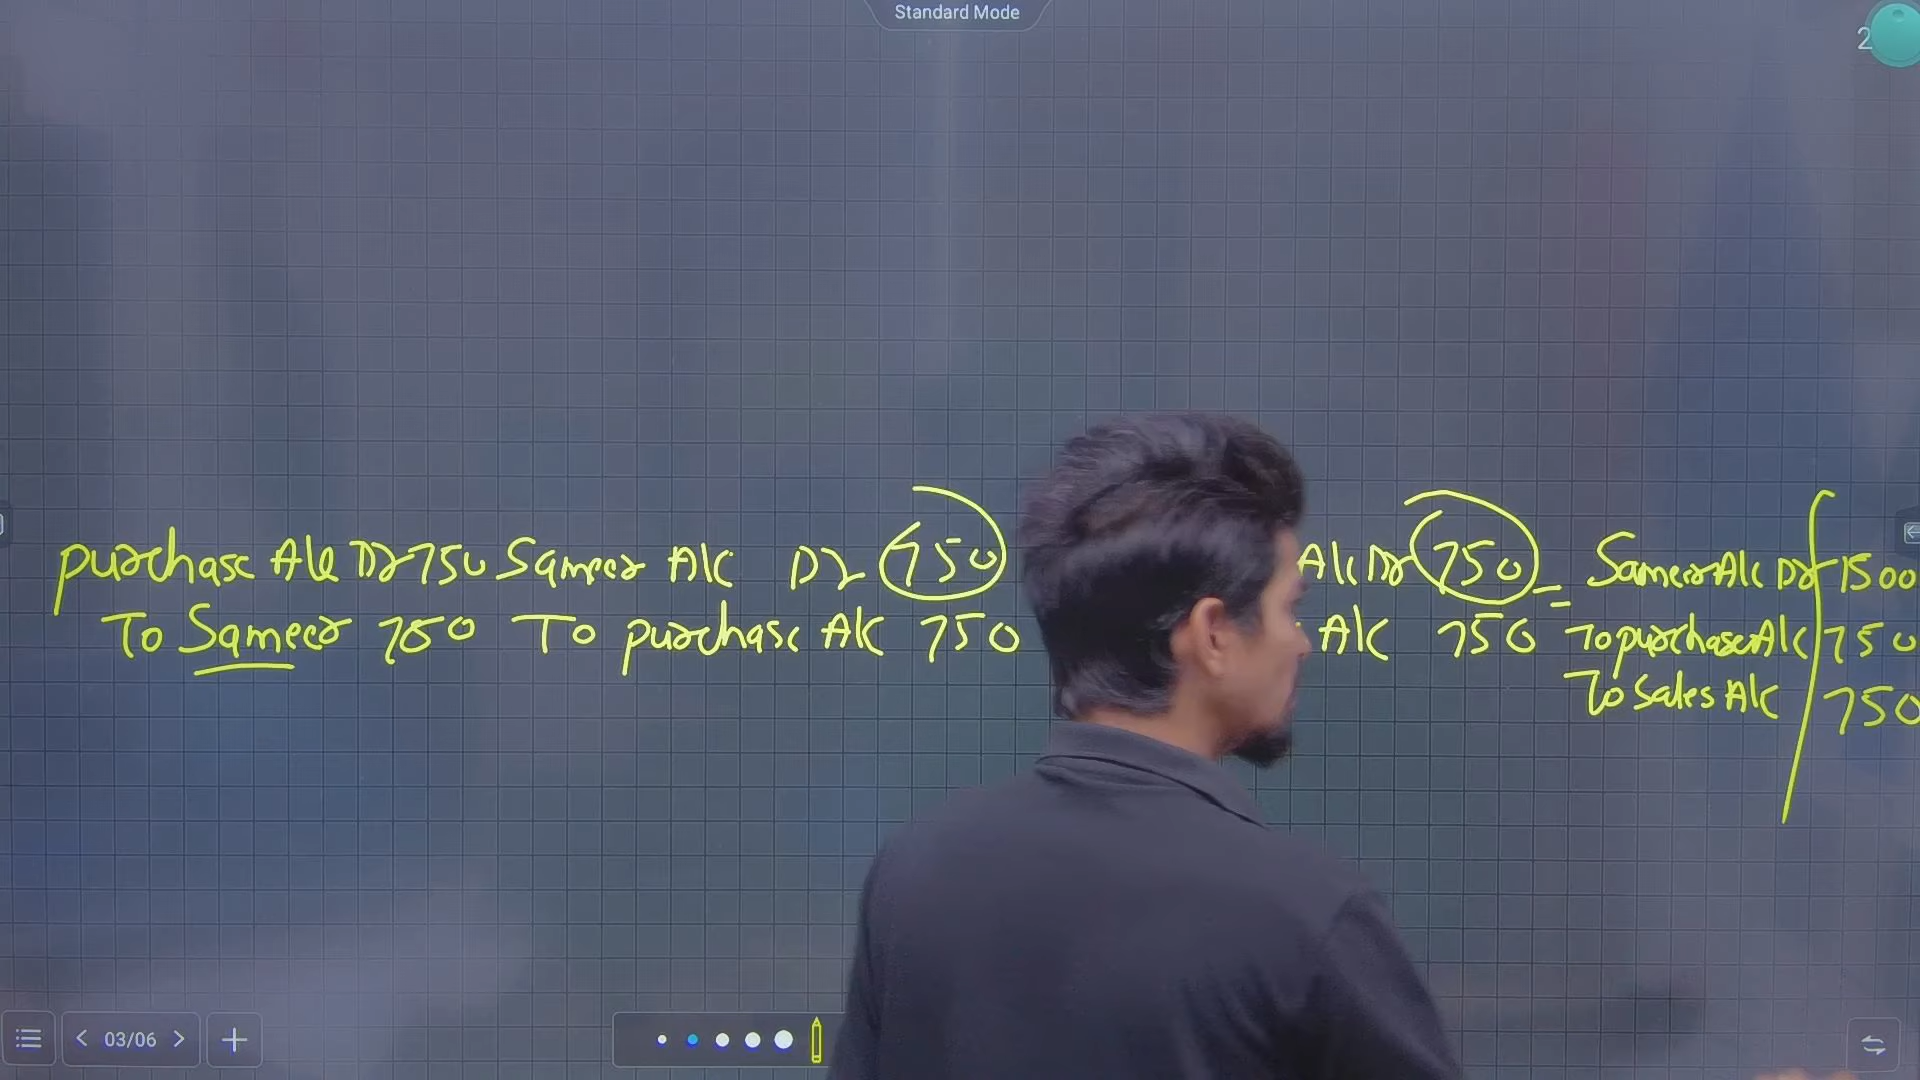 Standard Mode
2
purchase A/c Dr 750 Sameer A/c Dr 750 A/c Dr 750 = Sameer A/c Dr 1500
To Sameer 750 To purchase A/c 750 A/c 750 To purchase A/c 750
To Sales A/c 750
03/06